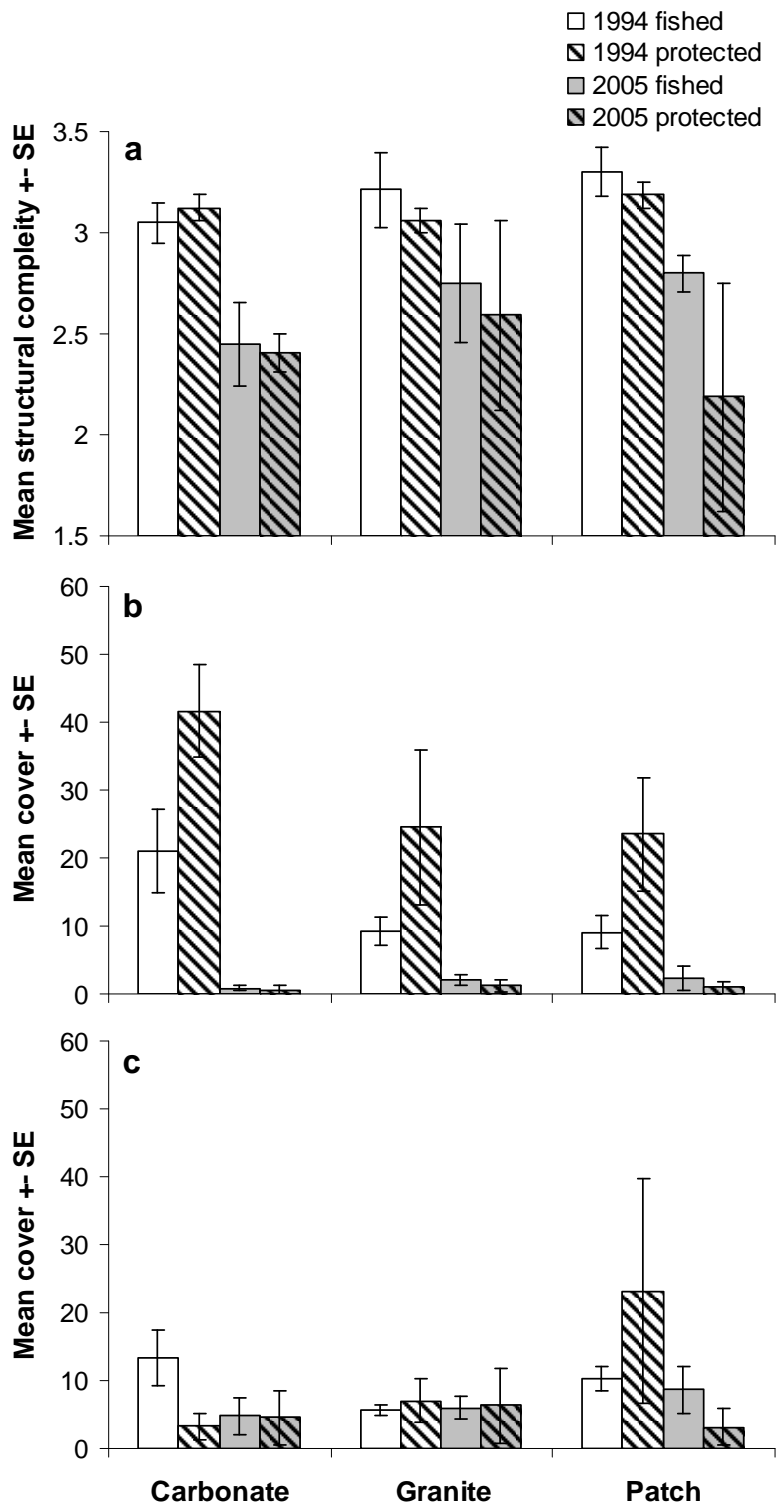 1994 fished
1994 protected
2005 fished
2005 protected
a
Mean structural compleity +- SE
3.5
3
2.5
2
1.5
b
Mean cover +- SE
60
50
40
30
20
10
0
c
Mean cover +- SE
60
50
40
30
20
10
0
Carbonate Granite Patch